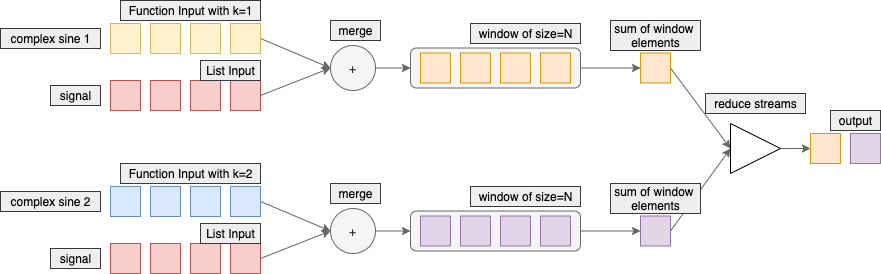 Function Input with k=1
complex sine 1
merge
window of size=N
sum of window
elements
List Input
signal
+
reduce streams
output
Function Input with k=2
complex sine 2
merge
window of size=N
sum of window
elements
List Input
signal
+